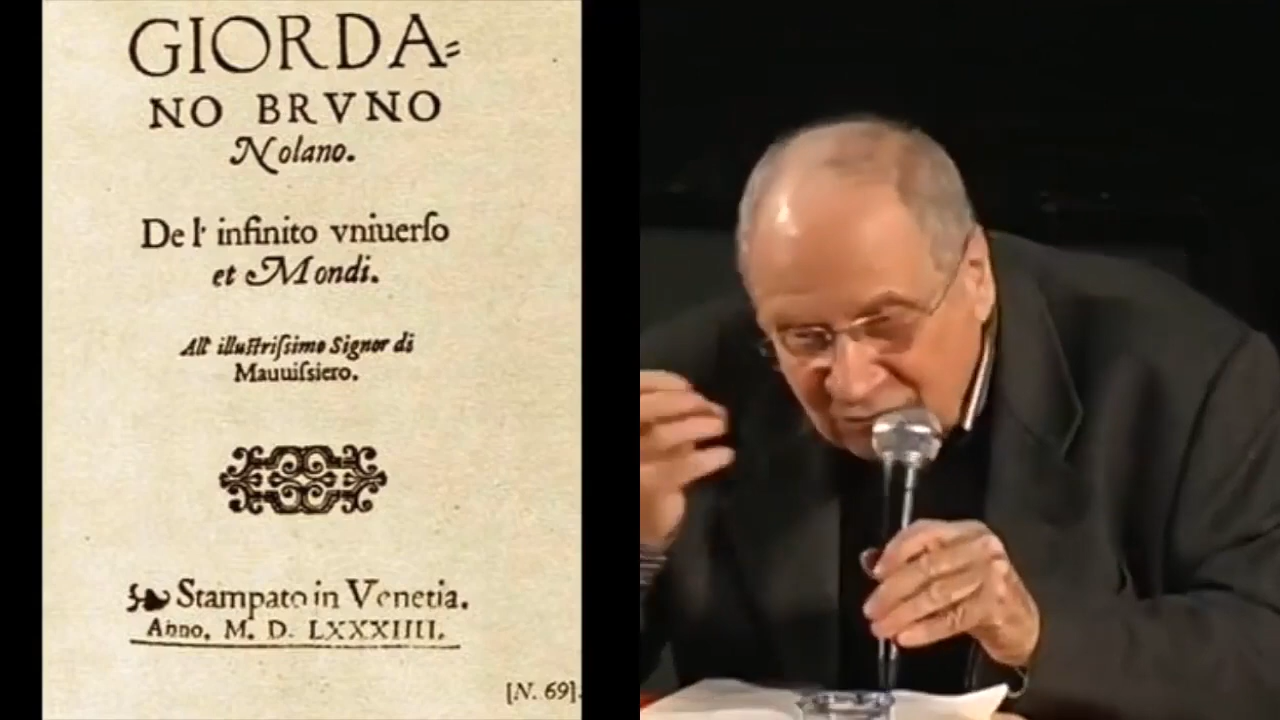 GIORDA=
NO BRVNO
Nolano.
De l' infinito vniuerſo
et Mondi.
All' illuſtriſsimo Signor di
Mauuiſsiero.
Stampato in Venetia.
Anno. M. D. LXXXIIII.
[N. 69].